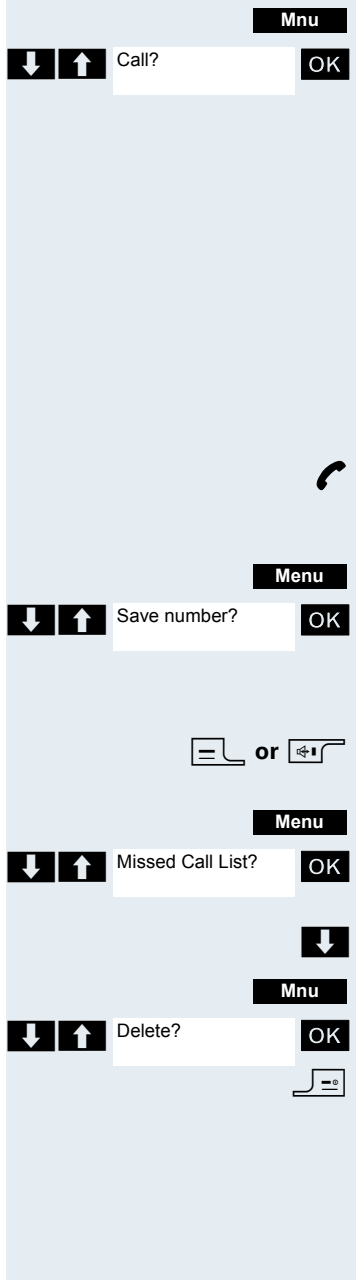 Mnu
Call? OK
Menu
Save number? OK
or
Menu
Missed Call List? OK
Mnu
Delete? OK